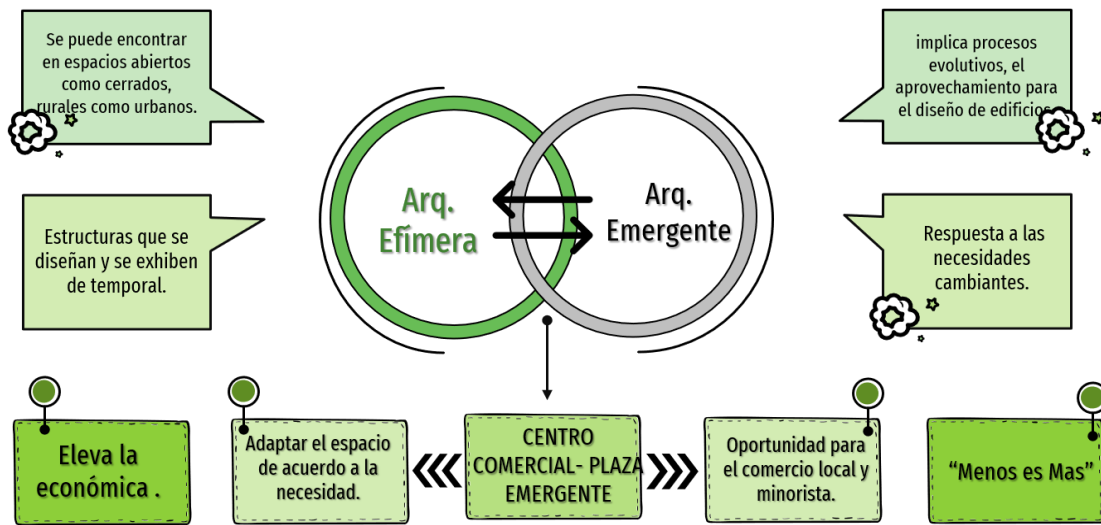 Se puede encontrar
en espacios abiertos
como cerrados,
rurales como urbanos.
implica procesos
evolutivos, el
aprovechamiento para
el diseño de edificios
Arq.
Efímera
Arq.
Emergente
Estructuras que se
diseñan y se exhiben
de temporal.
Respuesta a las
necesidades
cambiantes.
Eleva la
económica .
Adaptar el espacio
de acuerdo a la
necesidad.
CENTRO
COMERCIAL- PLAZA
EMERGENTE
Oportunidad para
el comercio local y
minorista.
“Menos es Mas”